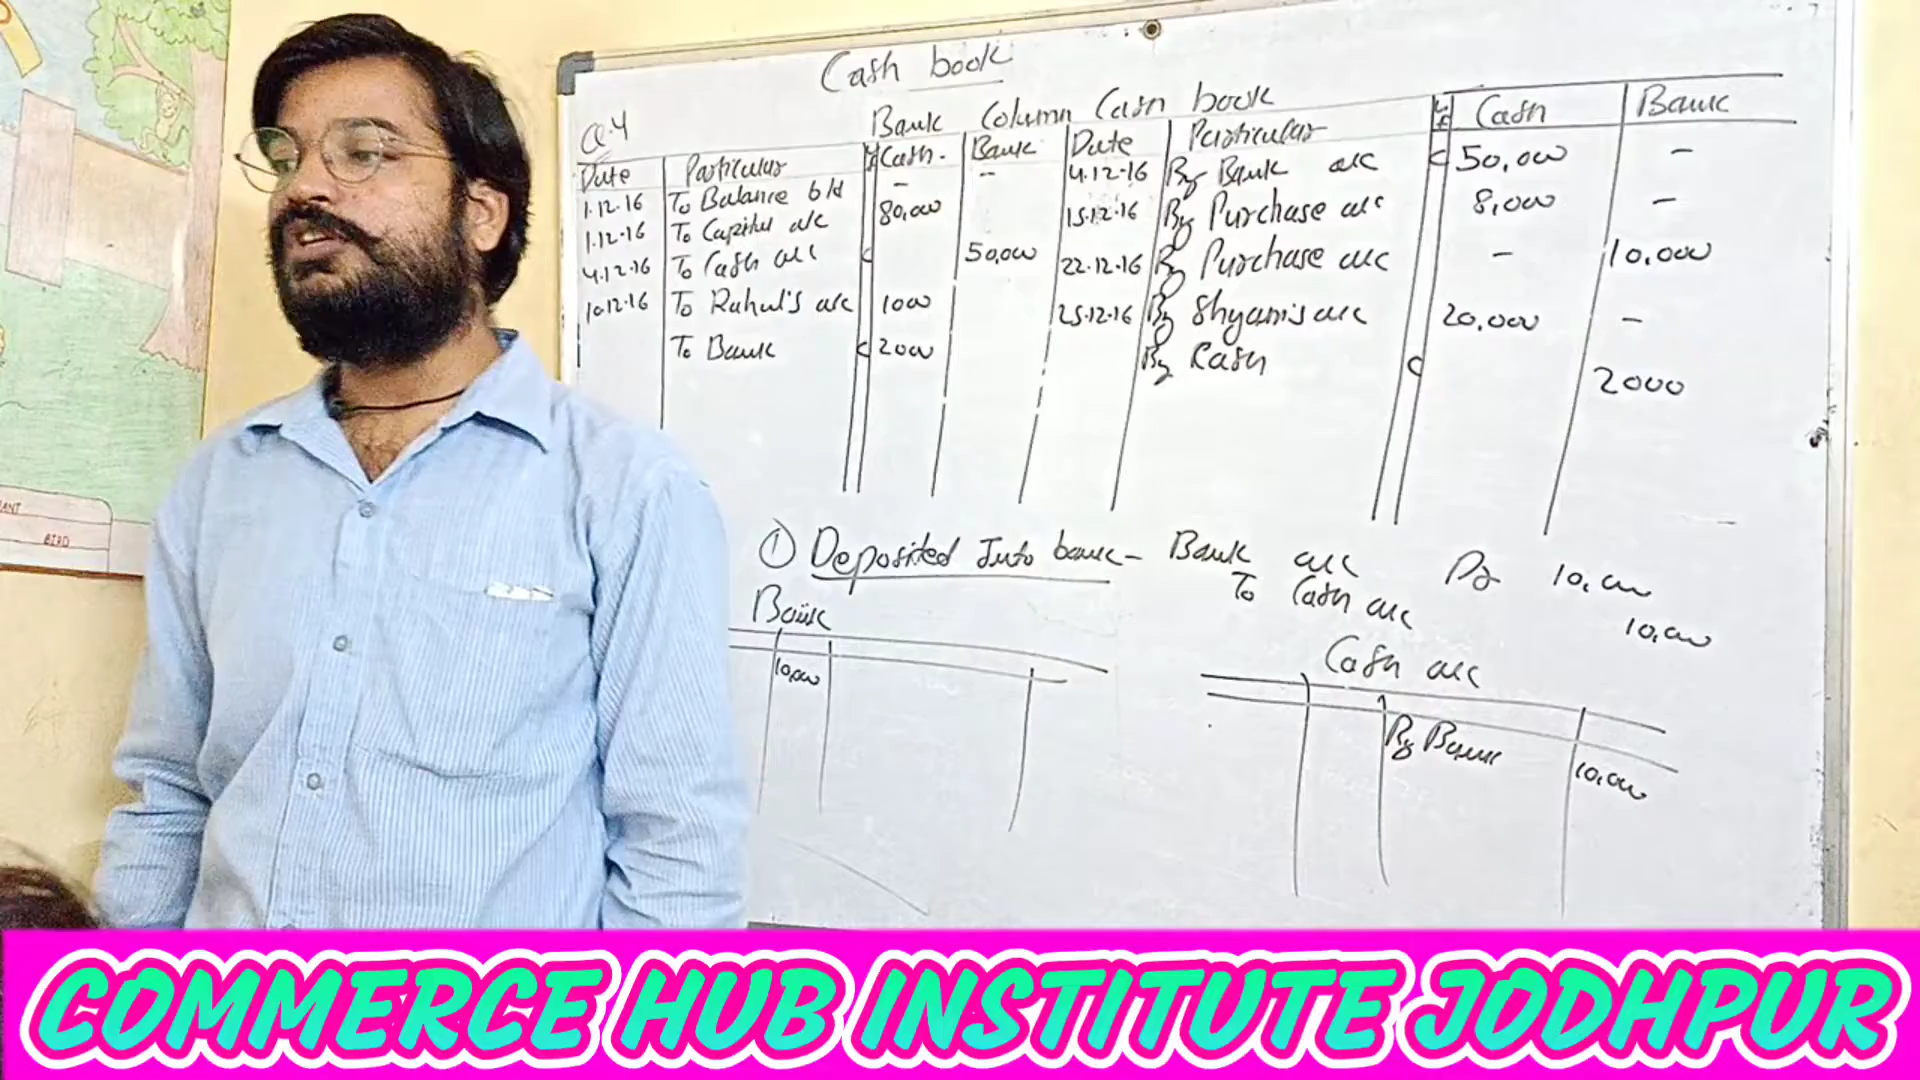 Cash book
Q.4 Bank Column Cash book
Date Particular L.F Cash. Bank Date Particular L.F Cash Bank
1.12.16 To Balance b/d - - 4.12.16 By Bank a/c C 50,000 -
1.12.16 To Capital a/c 80,000 15.12.16 By Purchase a/c 8,000 -
4.12.16 To Cash a/c C 50,000 22.12.16 By Purchase a/c - 10,000
10.12.16 To Rahul's a/c 1000 25.12.16 By Shyam's a/c 20,000 -
To Bank C 2000 By Cash C 2000
① Deposited Into bank - Bank a/c Dr 10,000
To Cash a/c 10,000
Bank
10,000
Cash a/c
By Bank 10,000
ANT
BIRD
COMMERCE HUB INSTITUTE JODHPUR